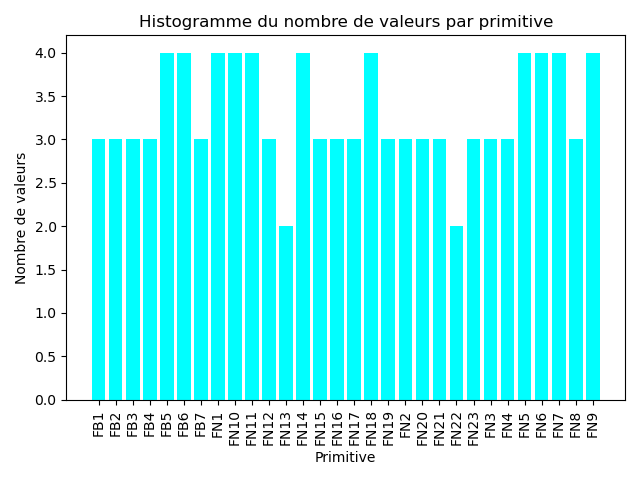 Histogramme du nombre de valeurs par primitive
Nombre de valeurs
4.0
3.5
3.0
2.5
2.0
1.5
1.0
0.5
0.0
FB1 FB2 FB3 FB4 FB5 FB6 FB7 FN1 FN10 FN11 FN12 FN13 FN14 FN15 FN16 FN17 FN18 FN19 FN2 FN20 FN21 FN22 FN23 FN3 FN4 FN5 FN6 FN7 FN8 FN9
Primitive